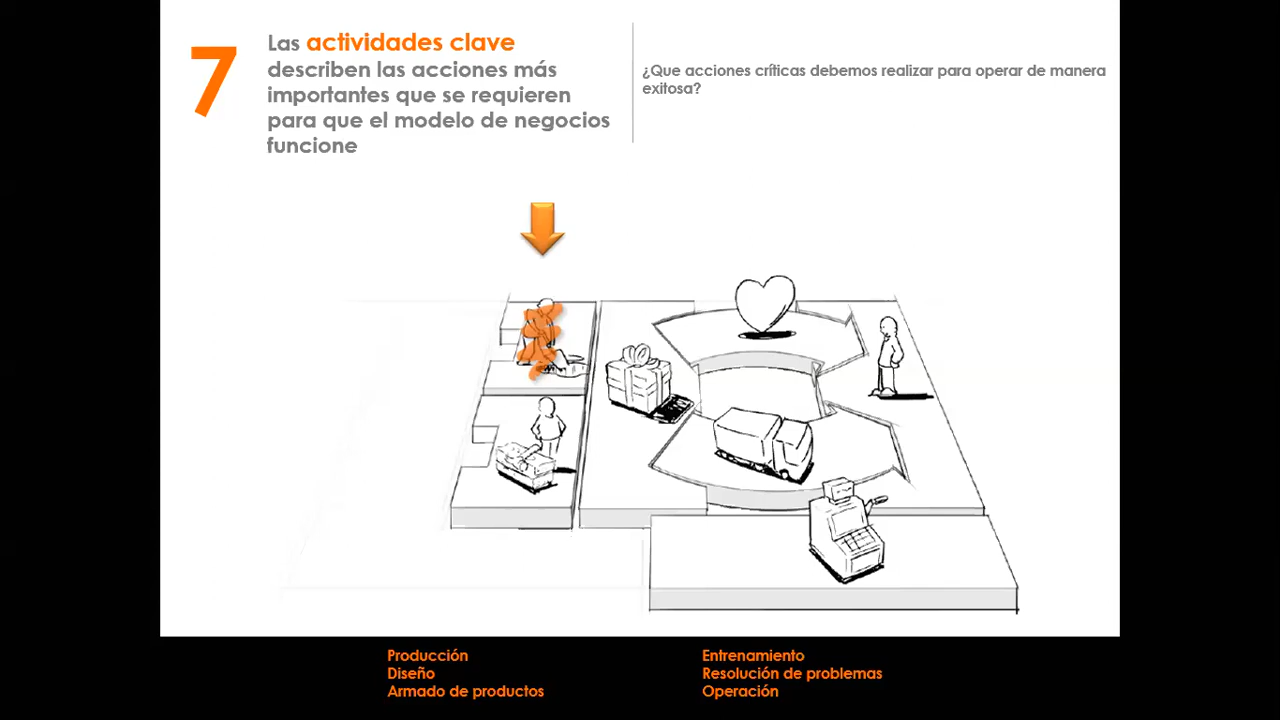 7
Las actividades clave
describen las acciones más
importantes que se requieren
para que el modelo de negocios
funcione
¿Que acciones críticas debemos realizar para operar de manera
exitosa?
Producción
Diseño
Armado de productos
Entrenamiento
Resolución de problemas
Operación